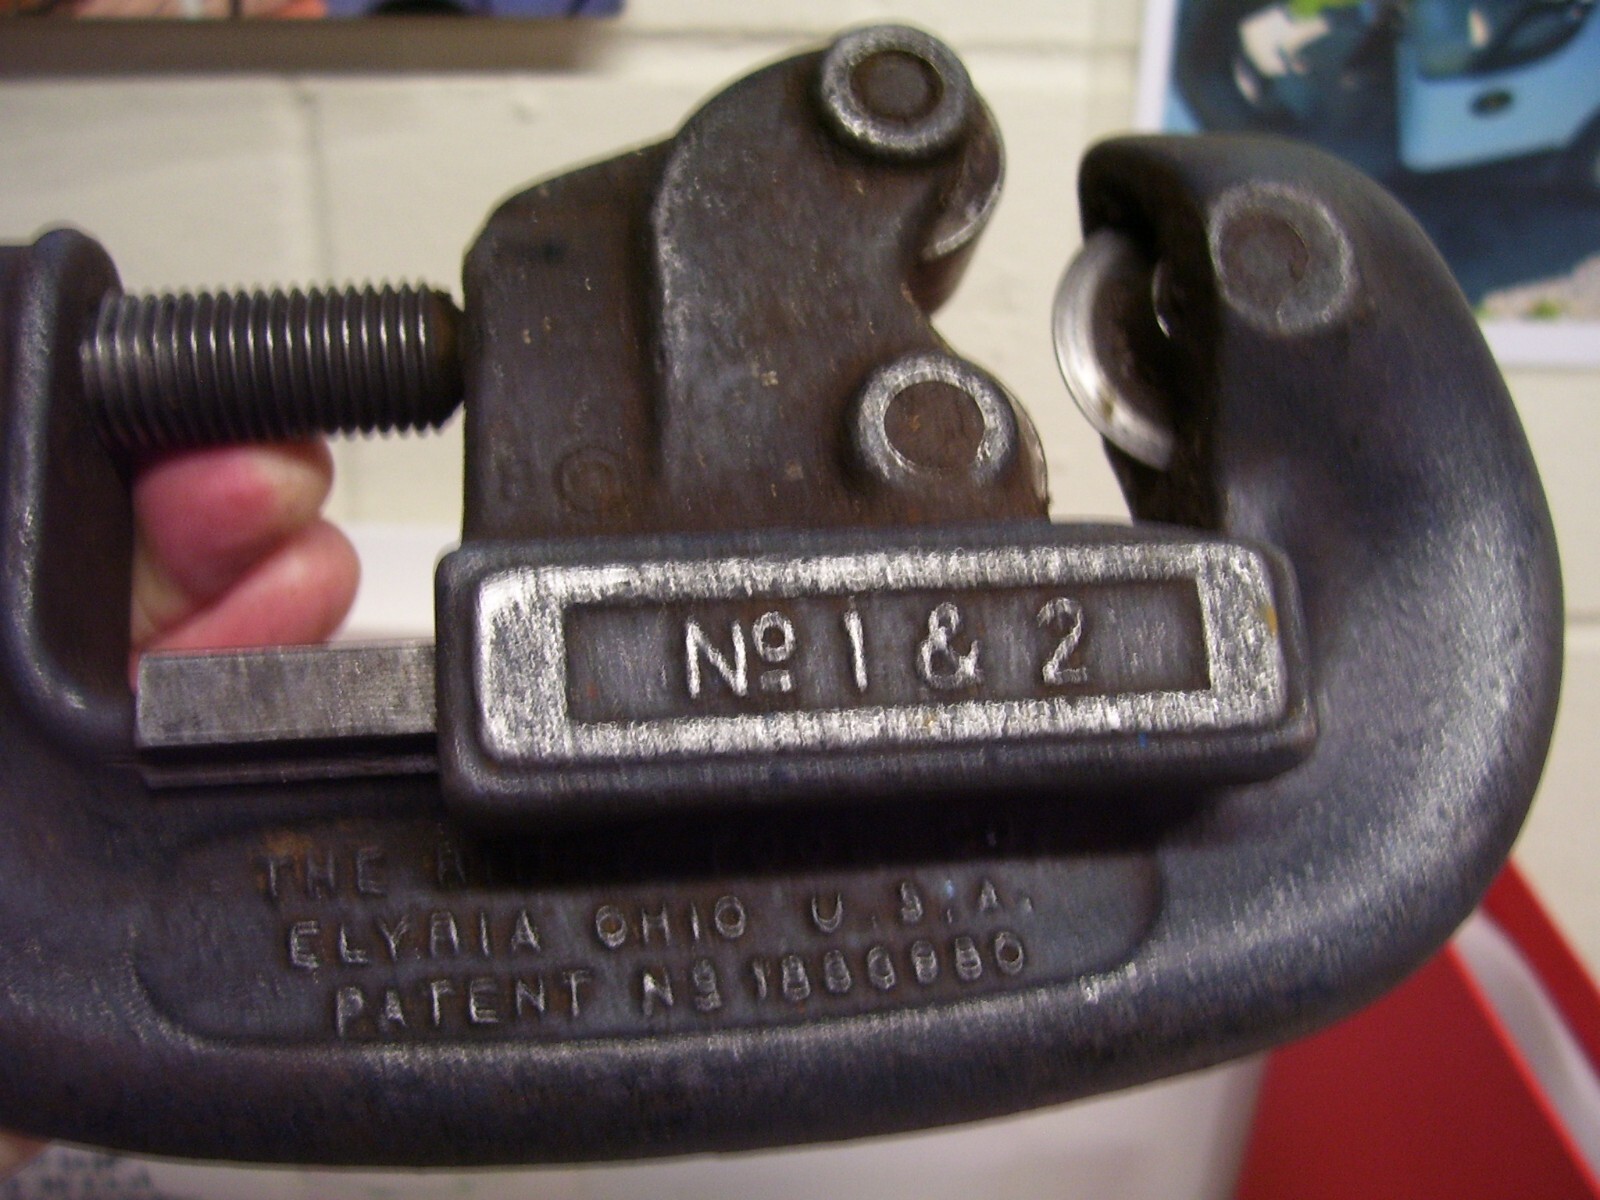 Nº 1 & 2
THE
ELYRIA OHIO U.S.A.
PATENT Nº